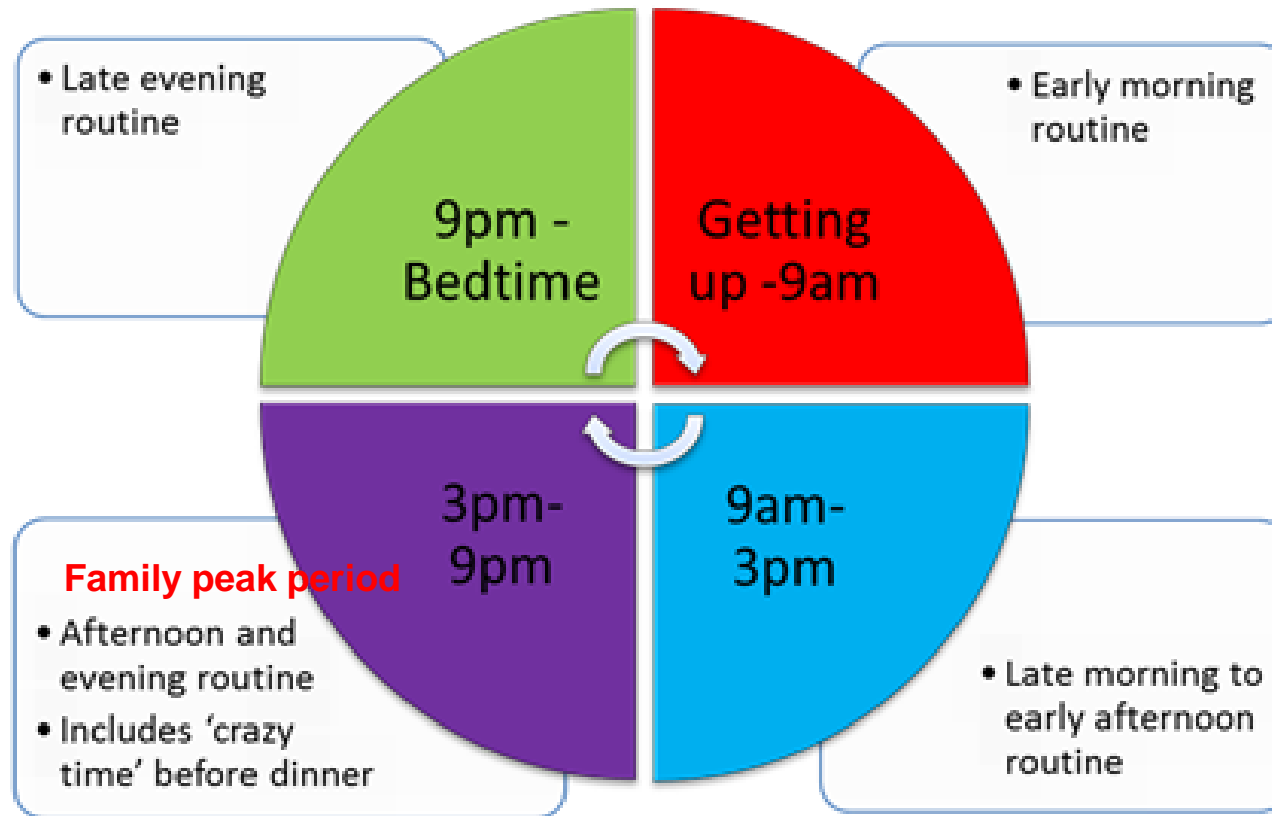 • Late evening
routine
• Early morning
routine
9pm -
Bedtime
Getting
up -9am
3pm-
9pm
9am-
3pm
Family peak period
• Afternoon and
evening routine
• Includes ‘crazy
time’ before dinner
• Late morning to
early afternoon
routine